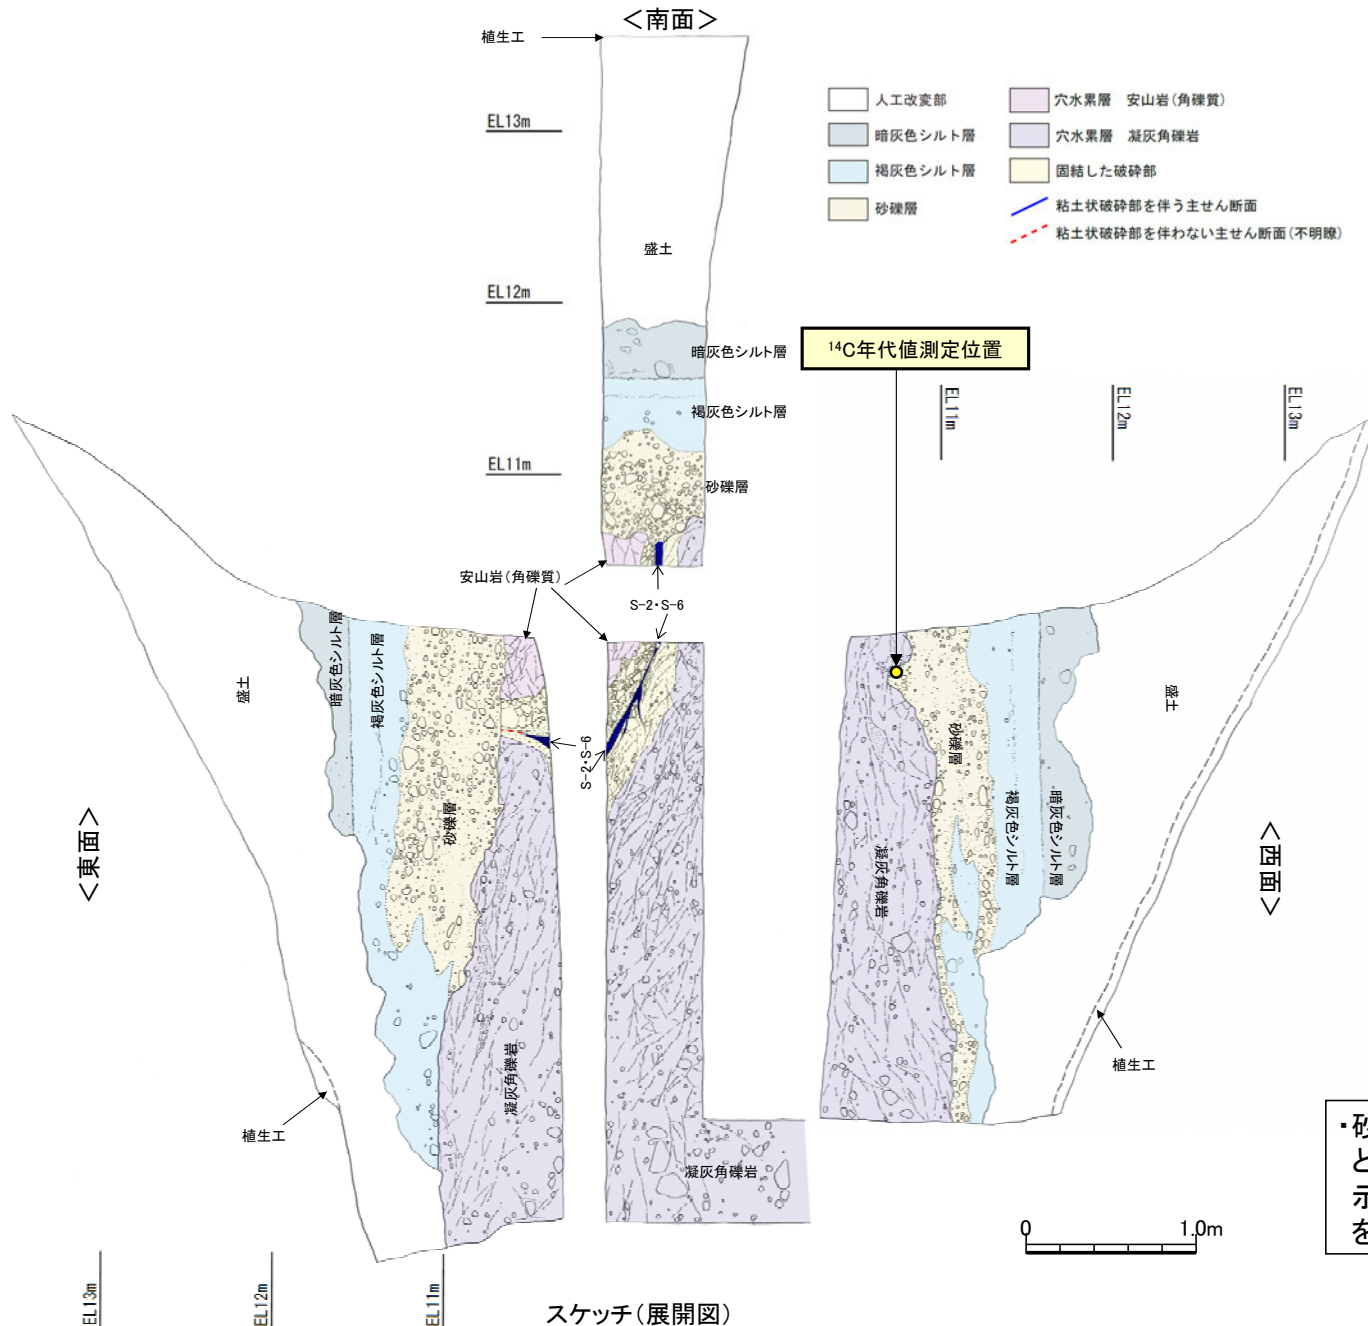 <南面>
植生工
EL13m
盛土
EL12m
暗灰色シルト層
褐灰色シルト層
EL11m
砂礫層
安山岩(角礫質)
S-2・S-6
人工改変部
暗灰色シルト層
褐灰色シルト層
砂礫層
穴水累層 安山岩(角礫質)
穴水累層 凝灰角礫岩
固結した破砕部
粘土状破砕部を伴う主せん断面
粘土状破砕部を伴わない主せん断面(不明瞭)
¹⁴C年代値測定位置
EL11m
EL12m
EL13m
<東面>
盛土
暗灰色シルト層
褐灰色シルト層
砂礫層
凝灰角礫岩
植生工
S-2・S-6
凝灰角礫岩
凝灰角礫岩
砂礫層
褐灰色シルト層
暗灰色シルト層
盛土
<西面>
植生工
・砂
と
示
を
0
1.0m
EL13m
EL12m
EL11m
スケッチ(展開図)